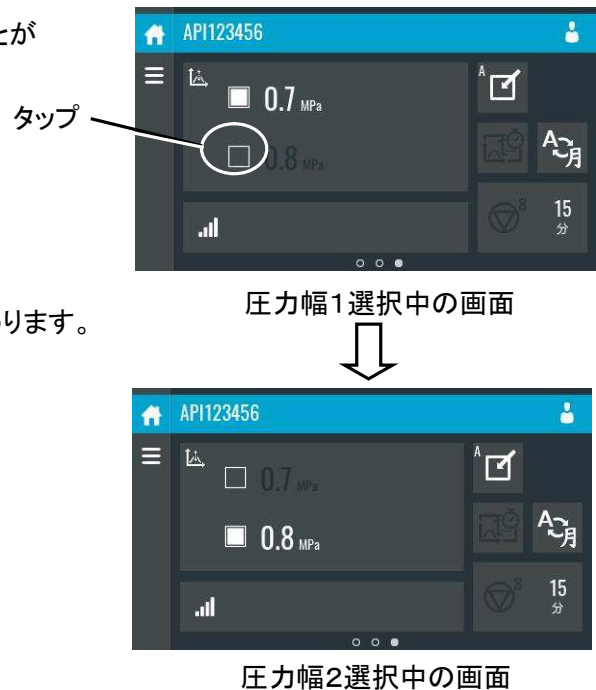 とが
API123456
タップ
0.7 MPa
0.8 MPa
A
A
月
15
分
圧力幅1選択中の画面
ります。
API123456
0.7 MPa
0.8 MPa
A
A
月
15
分
圧力幅2選択中の画面